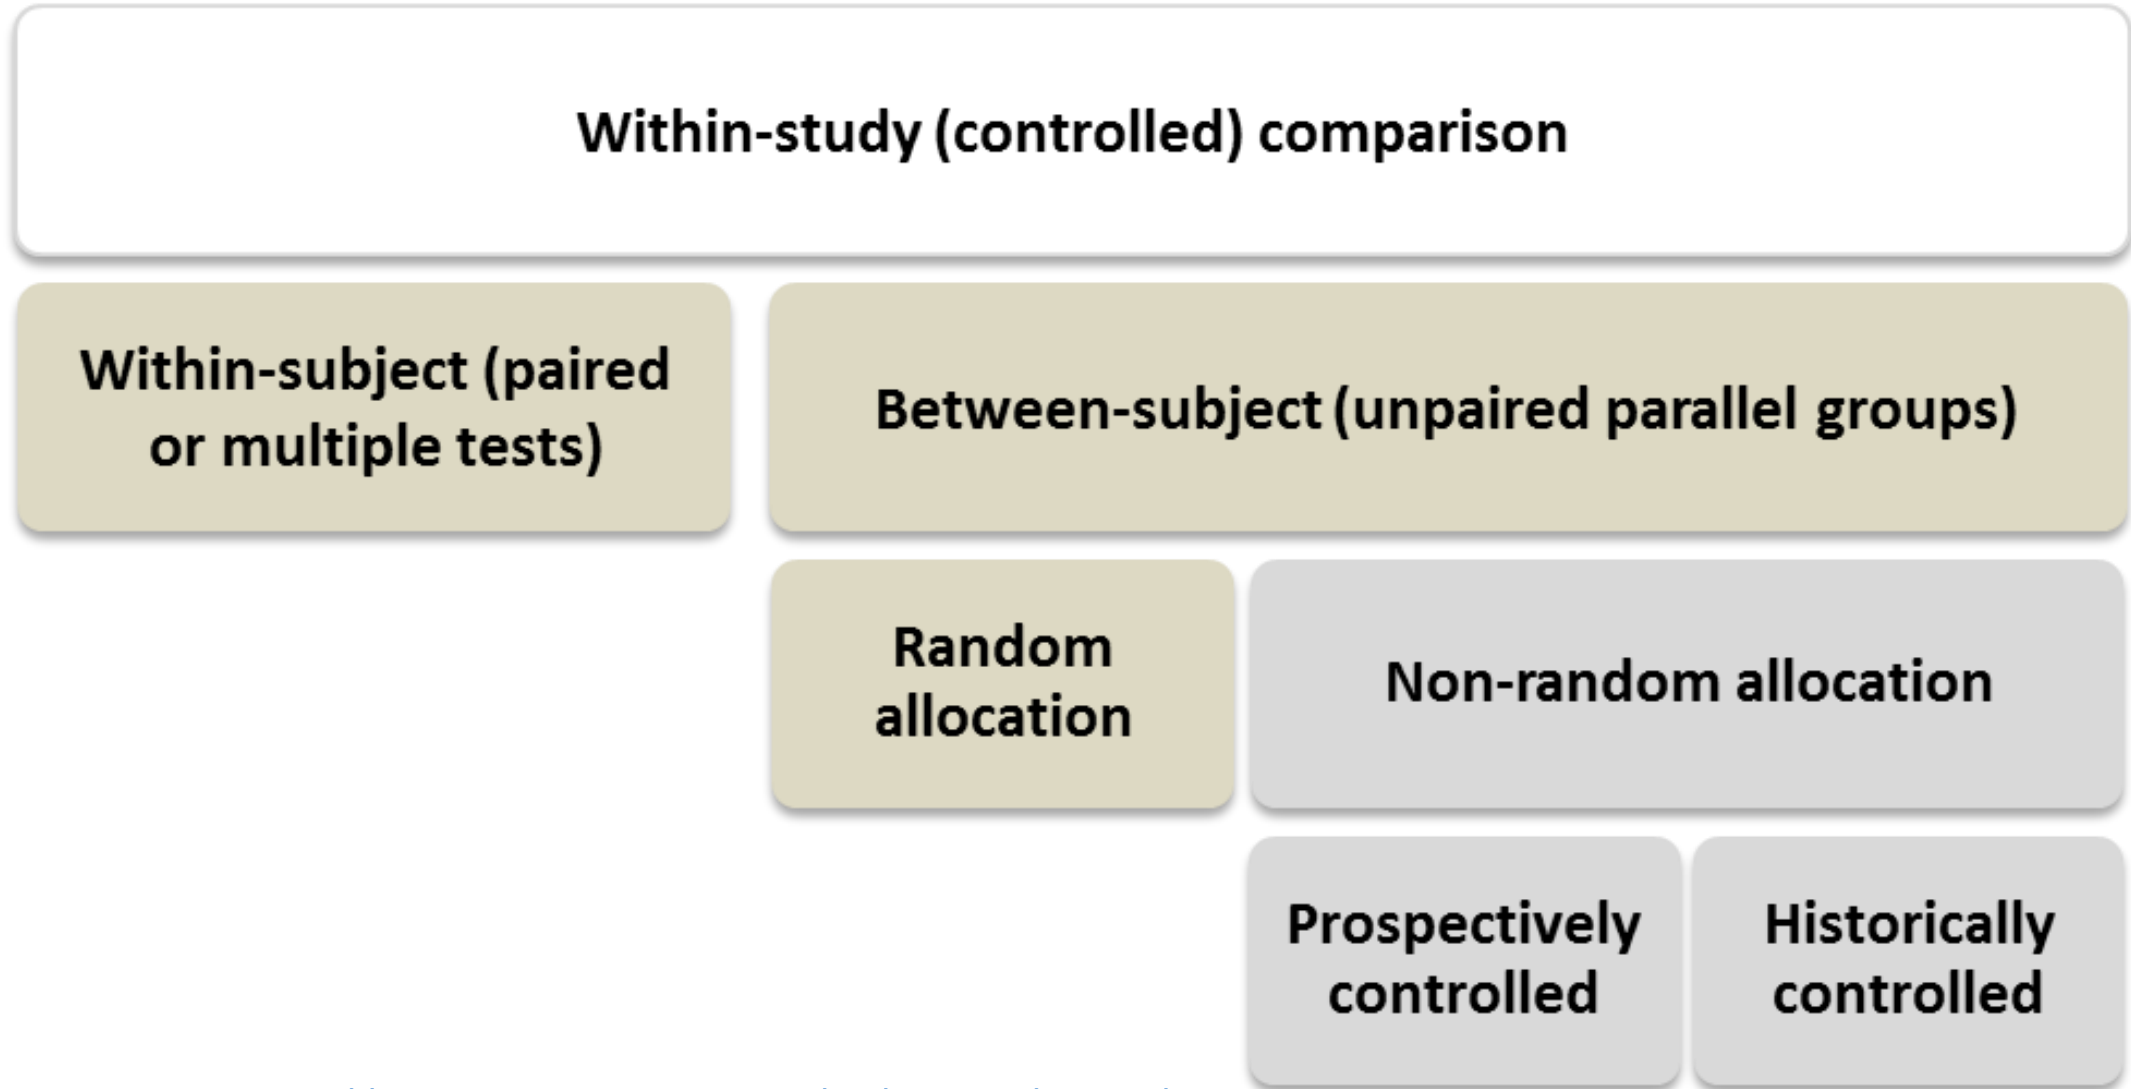 Within-study (controlled) comparison
Within-subject (paired
or multiple tests)
Between-subject (unpaired parallel groups)
Random
allocation
Non-random allocation
Prospectively
controlled
Historically
controlled